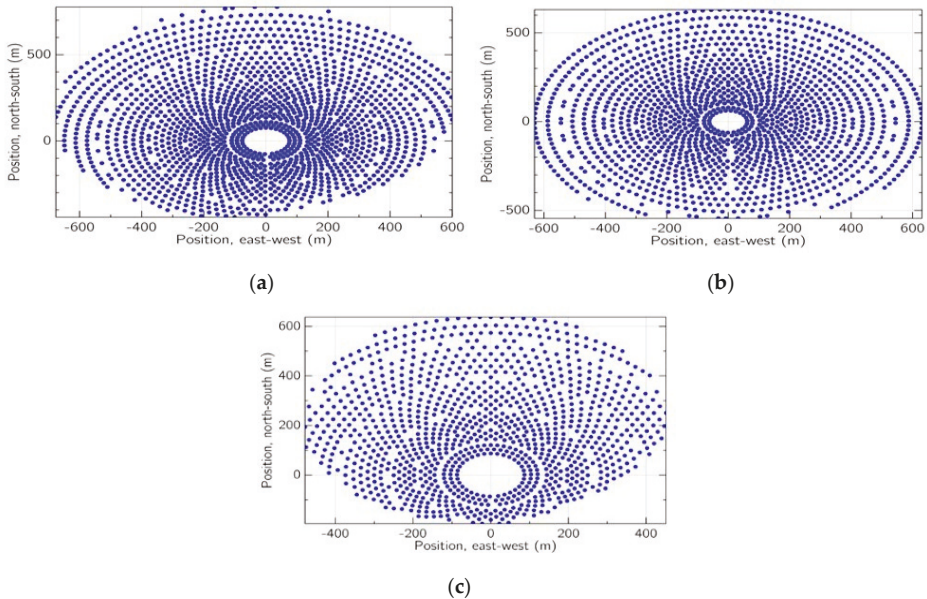 Position, north-south (m)
500
0
-600 -400 -200 0 200 400 600
Position, east-west (m)
(a)
Position, north-south (m)
500
0
-500
-600 -400 -200 0 200 400 600
Position, east-west (m)
(b)
Position, north-south (m)
600
400
200
0
-400 -200 0 200 400
Position, east-west (m)
(c)